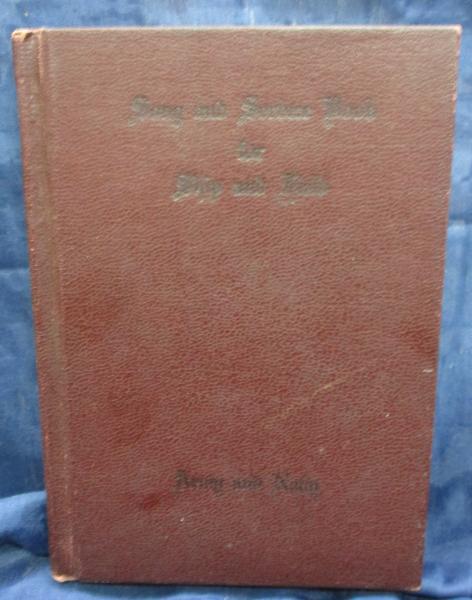 Song and Service Book
for
Ship and Field
Army and Navy